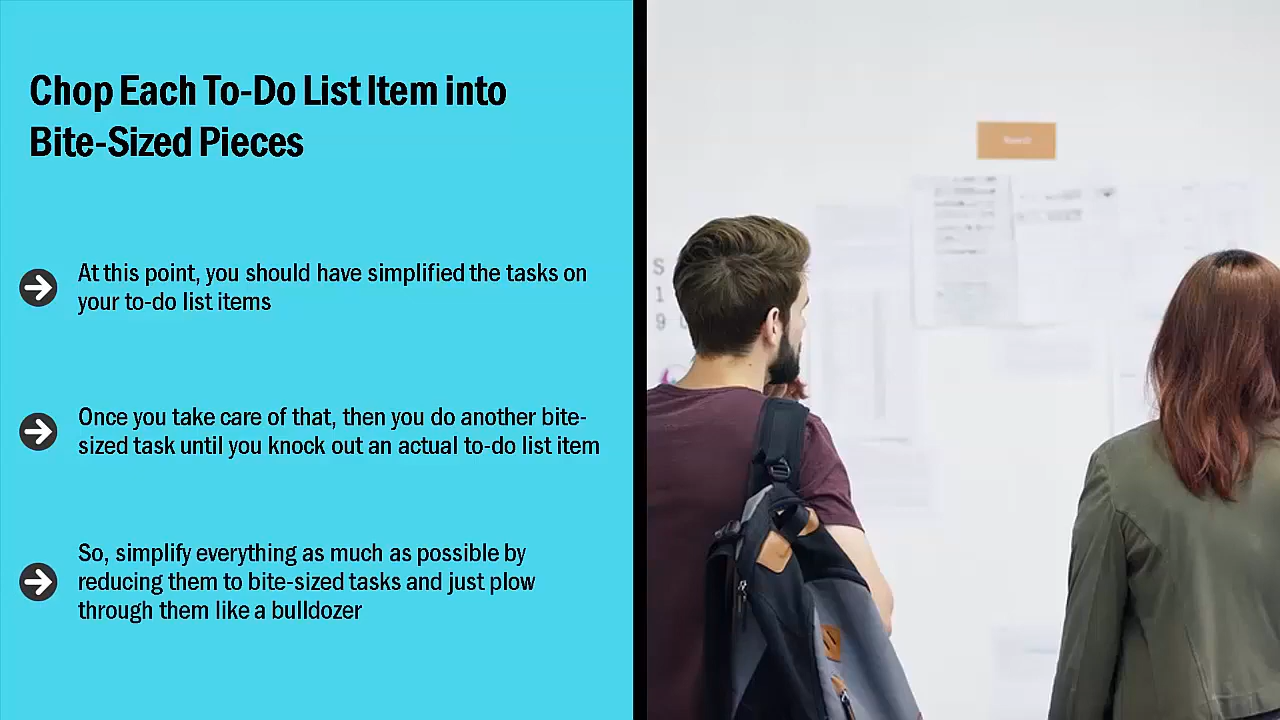 Chop Each To-Do List Item into
Bite-Sized Pieces
At this point, you should have simplified the tasks on
your to-do list items
Once you take care of that, then you do another bite-
sized task until you knock out an actual to-do list item
So, simplify everything as much as possible by
reducing them to bite-sized tasks and just plow
through them like a bulldozer
S
1
9